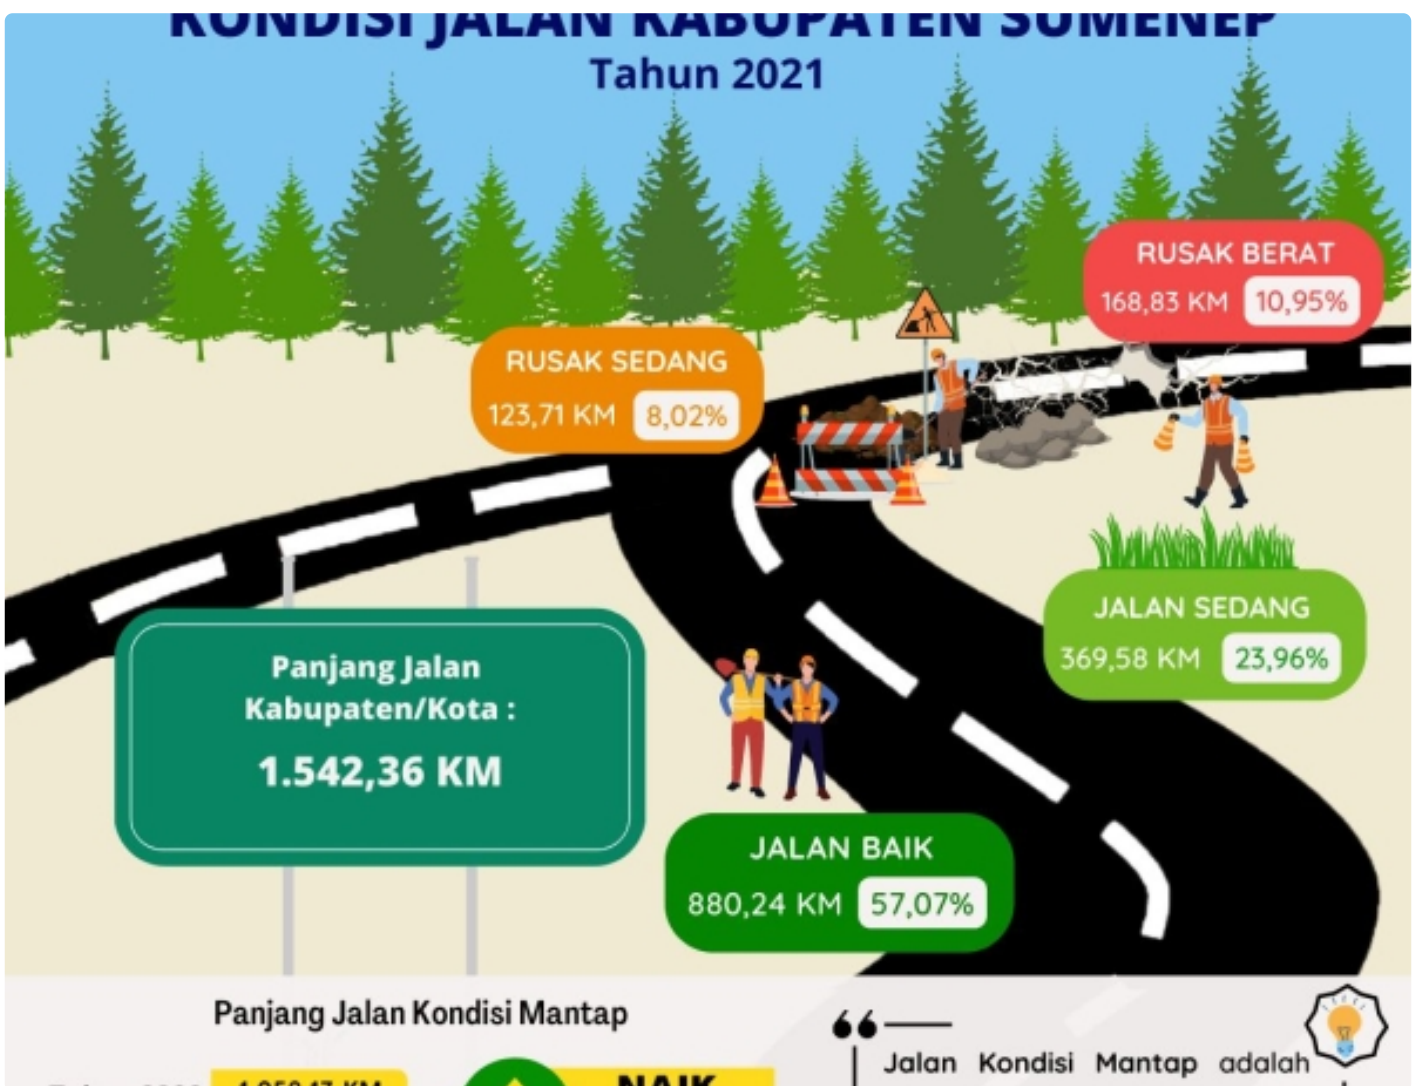 KONDISI JALAN KABUPATEN SUMENEP
Tahun 2021
RUSAK BERAT
168,83 KM 10,95%
RUSAK SEDANG
123,71 KM 8,02%
JALAN SEDANG
369,58 KM 23,96%
Panjang Jalan
Kabupaten/Kota :
1.542,36 KM
JALAN BAIK
880,24 KM 57,07%
Panjang Jalan Kondisi Mantap
KM
NAIK
Jalan Kondisi Mantap adalah